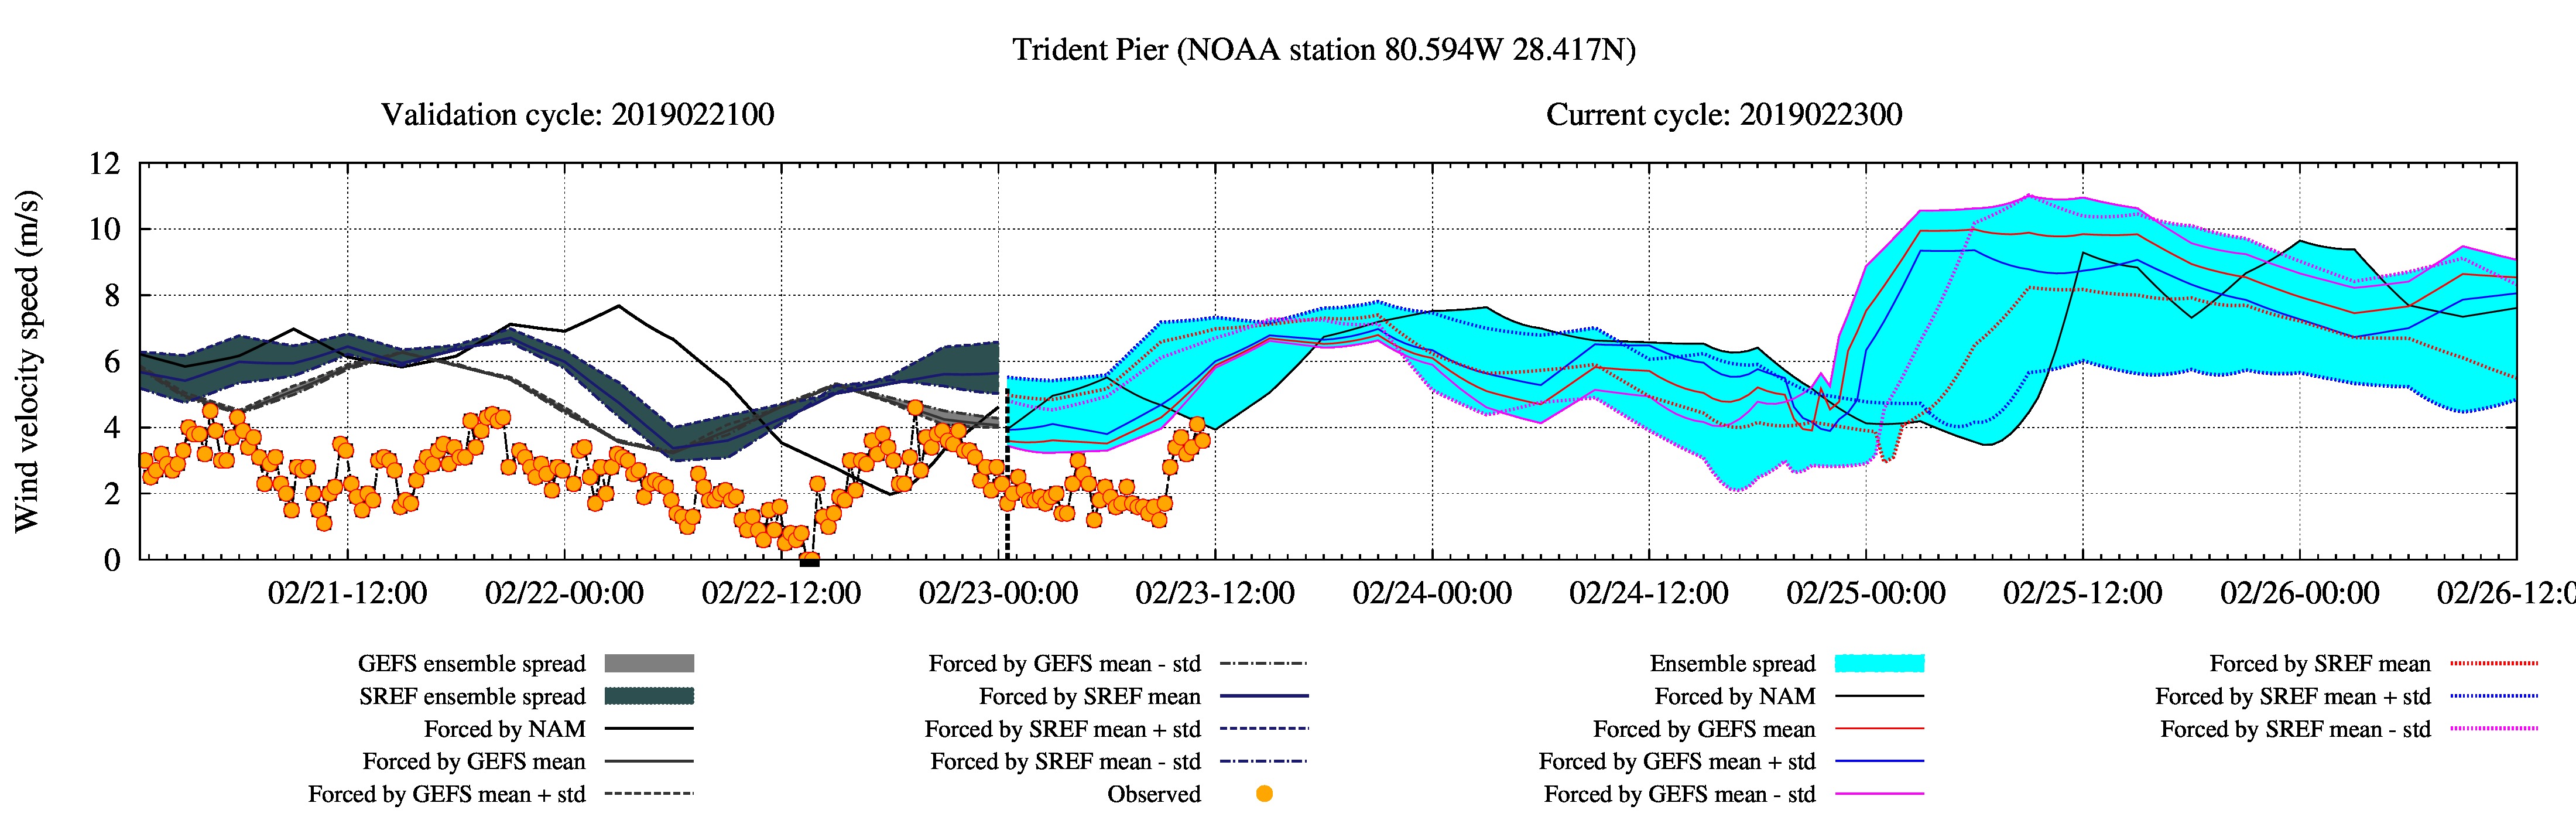 Trident Pier (NOAA station 80.594W 28.417N)
Validation cycle: 2019022100
Current cycle: 2019022300
Wind velocity speed (m/s)
12
10
8
6
4
2
0
02/21-12:00
02/22-00:00
02/22-12:00
02/23-00:00
02/23-12:00
02/24-00:00
02/24-12:00
02/25-00:00
02/25-12:00
02/26-00:00
02/26-12:0
GEFS ensemble spread
SREF ensemble spread
Forced by NAM
Forced by GEFS mean
Forced by GEFS mean + std
Forced by GEFS mean - std
Forced by SREF mean
Forced by SREF mean + std
Forced by SREF mean - std
Observed
Ensemble spread
Forced by NAM
Forced by GEFS mean
Forced by GEFS mean + std
Forced by GEFS mean - std
Forced by SREF mean
Forced by SREF mean + std
Forced by SREF mean - std